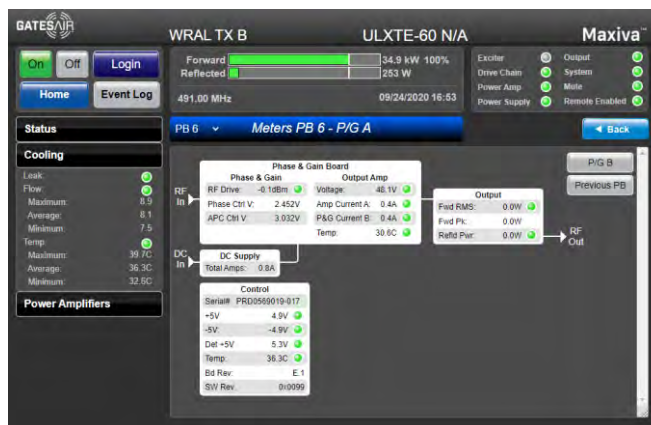 GATESAIR
WRAL TX B
ULXTE-60 N/A
Maxiva™
On
Off
Login
Home
Event Log
Forward
34.9 kW 100%
Reflected
253 W
491.00 MHz
09/24/2020 16:53
Exciter
Output
Drive Chain
System
Power Amp
Mute
Power Supply
Remote Enabled
Status
PB 6
Meters PB 6 - P/G A
Back
Cooling
Leak:
Flow:
Maximum: 8.9
Average: 8.1
Minimum: 7.5
Temp
Maximum: 39.7C
Average: 36.3C
Minimum: 32.6C
Power Amplifiers
P/G B
Previous PB
Phase & Gain Board
Phase & Gain
Output Amp
RF In
RF Drive: -0.1dBm
Voltage: 48.1V
Phase Ctrl V: 2.452V
Amp Current A: 0.4A
APC Ctrl V: 3.032V
P&G Current B: 0.4A
Temp: 30.8C
Output
Fwd RMS: 0.0W
Fwd Pk: 0.0W
Reftd Pwr: 0.0W
RF Out
DC In
DC Supply
Total Amps: 0.8A
Control
Serial# PRD0569019-017
+5V 4.9V
-5V: -4.9V
Det +5V 5.3V
Temp: 36.3C
Bd Rev: E.1
SW Rev: 0x0099